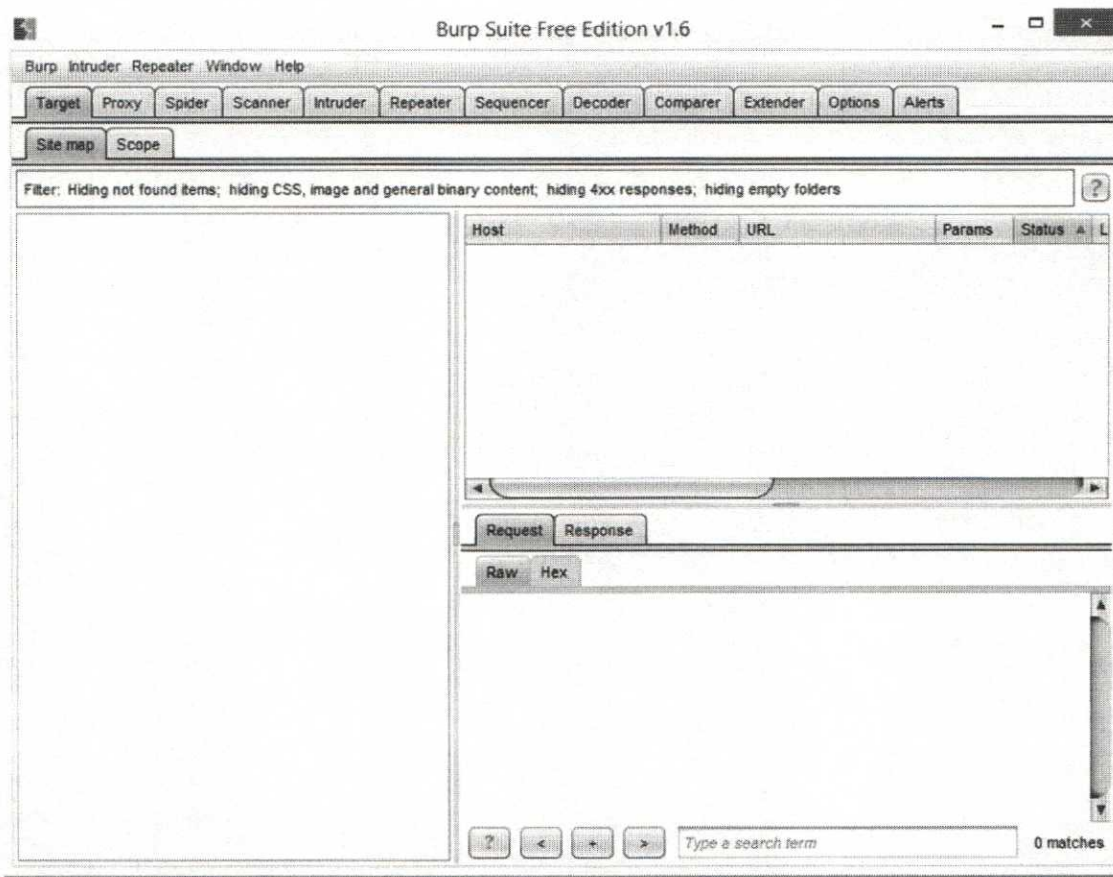 Burp Suite Free Edition v1.6
Burp Intruder Repeater Window Help
Target Proxy Spider Scanner Intruder Repeater Sequencer Decoder Comparer Extender Options Alerts
Site map Scope
Filter: Hiding not found items; hiding CSS, image and general binary content; hiding 4xx responses; hiding empty folders
?
Host Method URL Params Status L
Request Response
Raw Hex
? < + > Type a search term 0 matches